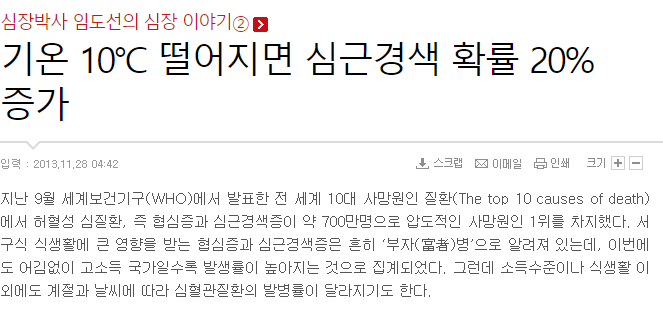 심장박사 임도선의 심장 이야기②
기온 10℃ 떨어지면 심근경색 확률 20%
증가
입력 : 2013.11.28 04:42
스크랩 이메일 인쇄 크기
지난 9월 세계보건기구(WHO)에서 발표한 전 세계 10대 사망원인 질환(The top 10 causes of death)
에서 허혈성 심질환, 즉 협심증과 심근경색증이 약 700만명으로 압도적인 사망원인 1위를 차지했다. 서
구식 식생활에 큰 영향을 받는 협심증과 심근경색증은 흔히 '부자(富者)병'으로 알려져 있는데, 이번에
도 어김없이 고소득 국가일수록 발생률이 높아지는 것으로 집계되었다. 그런데 소득수준이나 식생활 이
외에도 계절과 날씨에 따라 심혈관질환의 발병률이 달라지기도 한다.